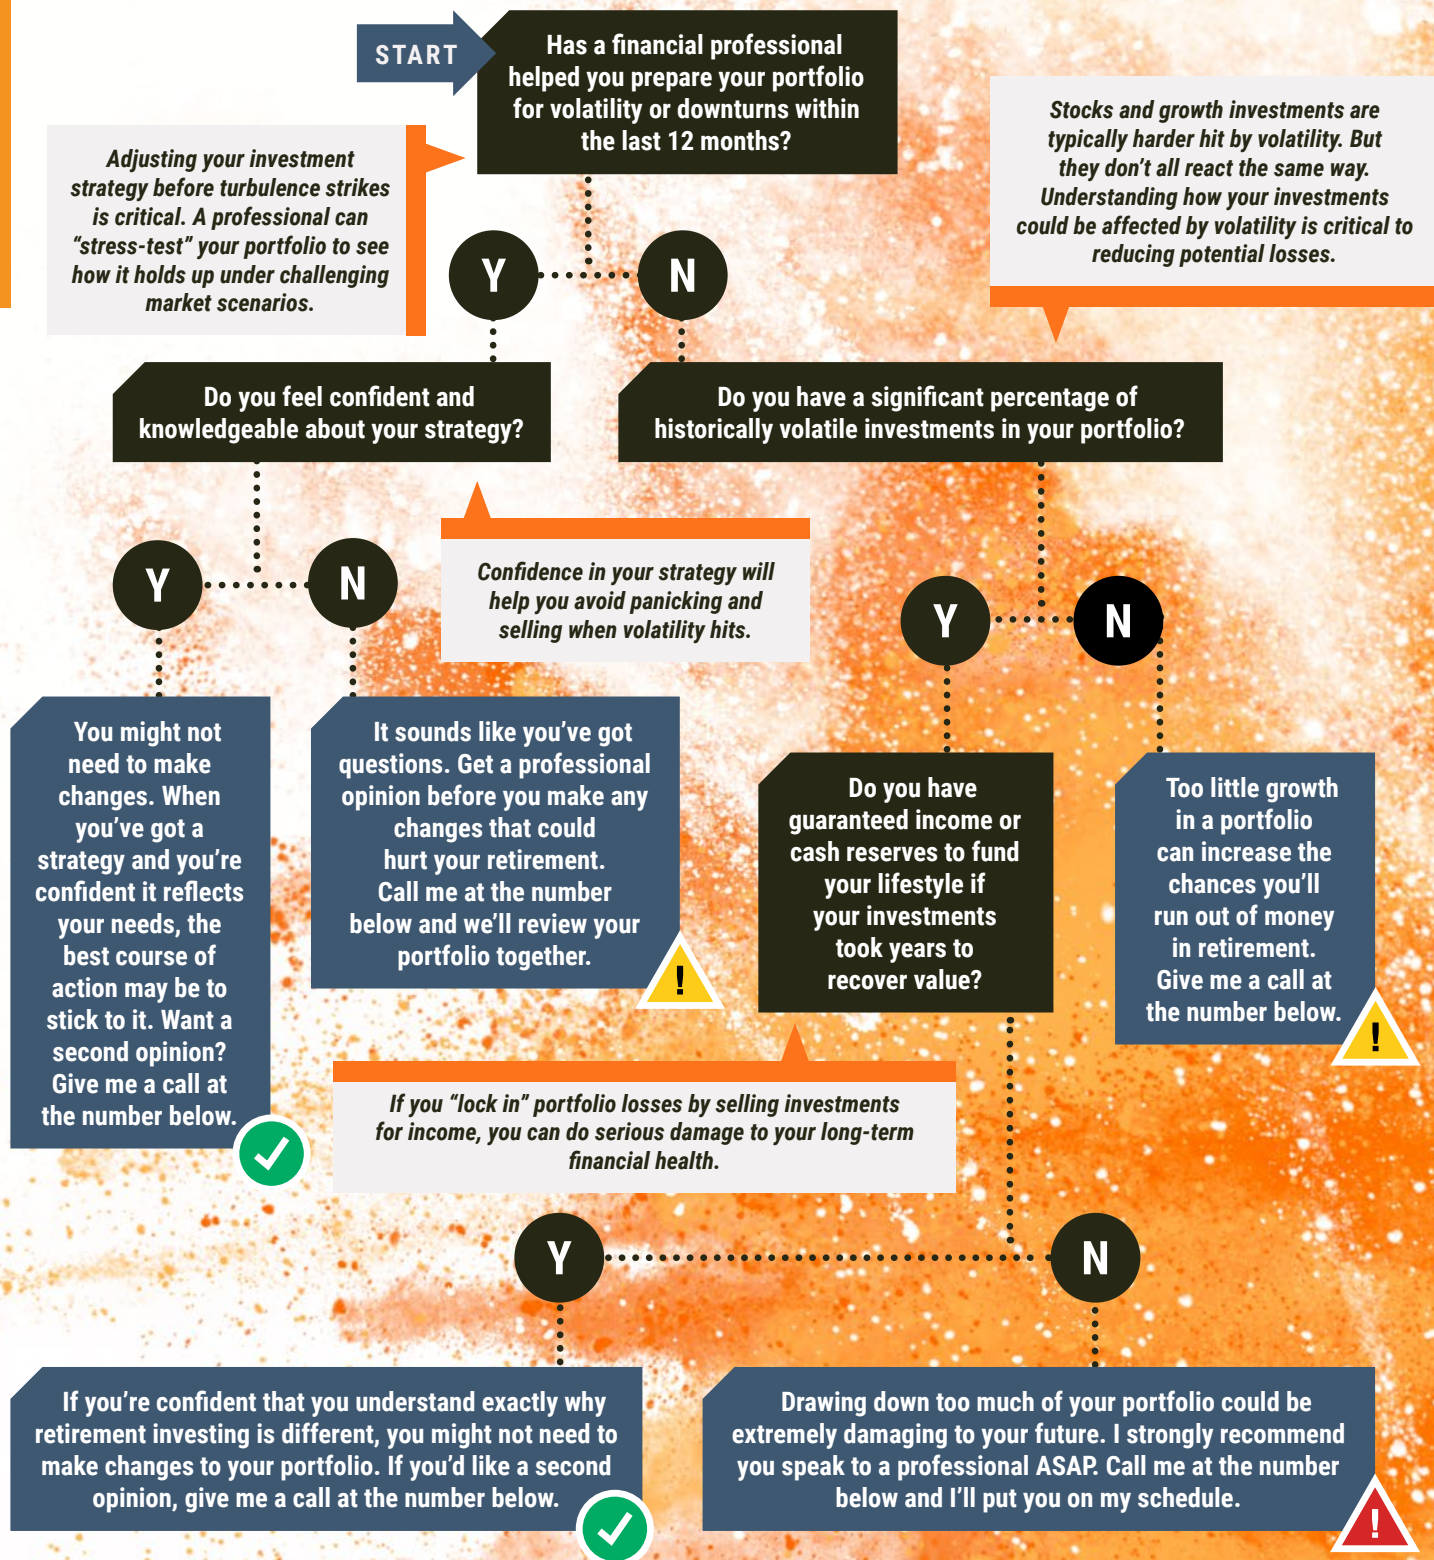 START
Has a financial professional
helped you prepare your portfolio
for volatility or downturns within
the last 12 months?
Adjusting your investment
strategy before turbulence strikes
is critical. A professional can
“stress-test” your portfolio to see
how it holds up under challenging
market scenarios.
Stocks and growth investments are
typically harder hit by volatility. But
they don’t all react the same way.
Understanding how your investments
could be affected by volatility is critical to
reducing potential losses.
Y
N
Do you feel confident and
knowledgeable about your strategy?
Do you have a significant percentage of
historically volatile investments in your portfolio?
Confidence in your strategy will
help you avoid panicking and
selling when volatility hits.
Y
N
Y
N
You might not
need to make
changes. When
you’ve got a
strategy and you’re
confident it reflects
your needs, the
best course of
action may be to
stick to it. Want a
second opinion?
Give me a call at
the number below.
It sounds like you’ve got
questions. Get a professional
opinion before you make any
changes that could
hurt your retirement.
Call me at the number
below and we’ll review your
portfolio together.
!
Do you have
guaranteed income or
cash reserves to fund
your lifestyle if
your investments
took years to
recover value?
Too little growth
in a portfolio
can increase the
chances you’ll
run out of money
in retirement.
Give me a call at
the number below.
!
If you “lock in” portfolio losses by selling investments
for income, you can do serious damage to your long-term
financial health.
Y
N
If you’re confident that you understand exactly why
retirement investing is different, you might not need to
make changes to your portfolio. If you’d like a second
opinion, give me a call at the number below.
Drawing down too much of your portfolio could be
extremely damaging to your future. I strongly recommend
you speak to a professional ASAP. Call me at the number
below and I’ll put you on my schedule.
!